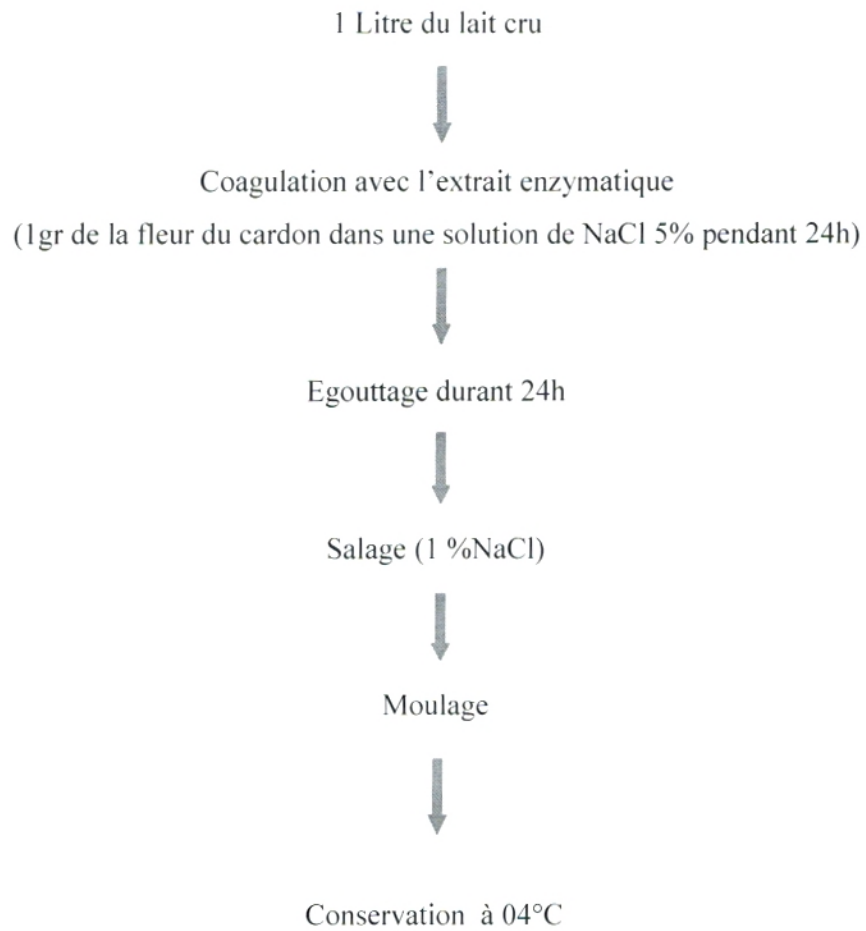 1 Litre du lait cru
Coagulation avec l'extrait enzymatique
(1gr de la fleur du cardon dans une solution de NaCl 5% pendant 24h)
Egouttage durant 24h
Salage (1 %NaCl)
Moulage
Conservation à 04°C